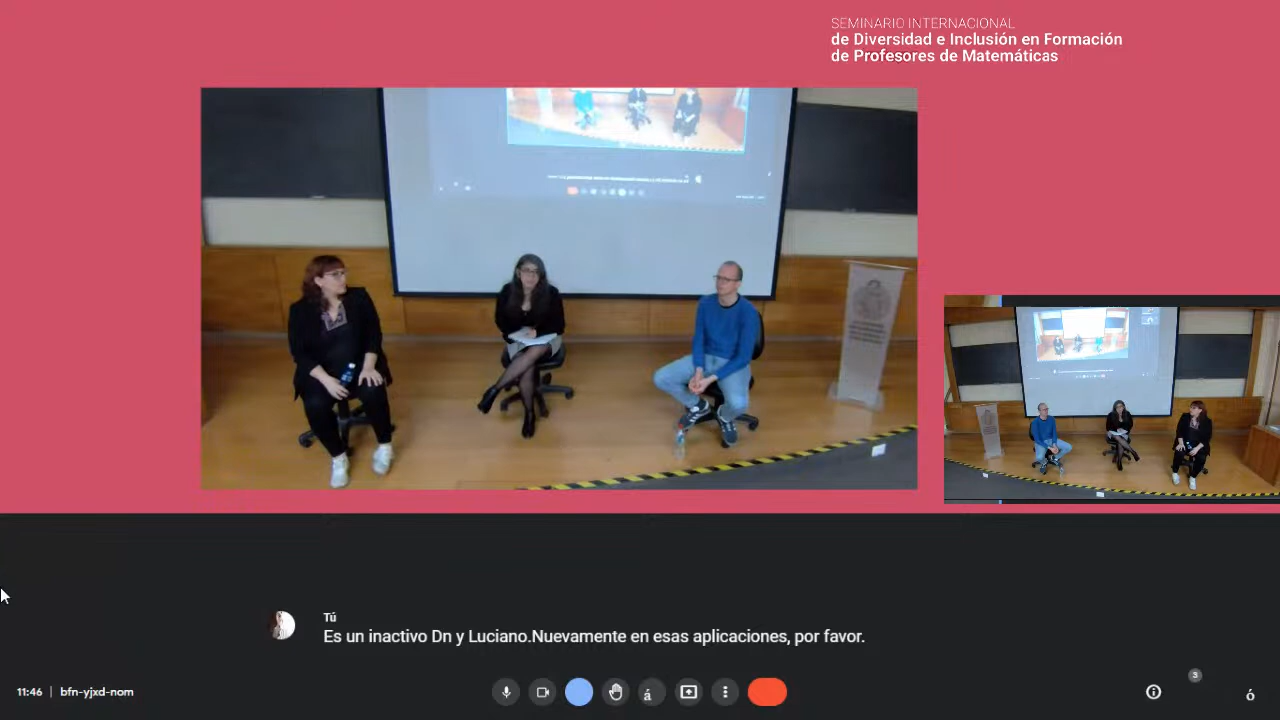 SEMINARIO INTERNACIONAL
de Diversidad e Inclusión en Formación
de Profesores de Matemáticas
Tú
Es un inactivo Dn y Luciano.Nuevamente en esas aplicaciones, por favor.
11:46 | bfn-yjxd-nom
á
3
ó